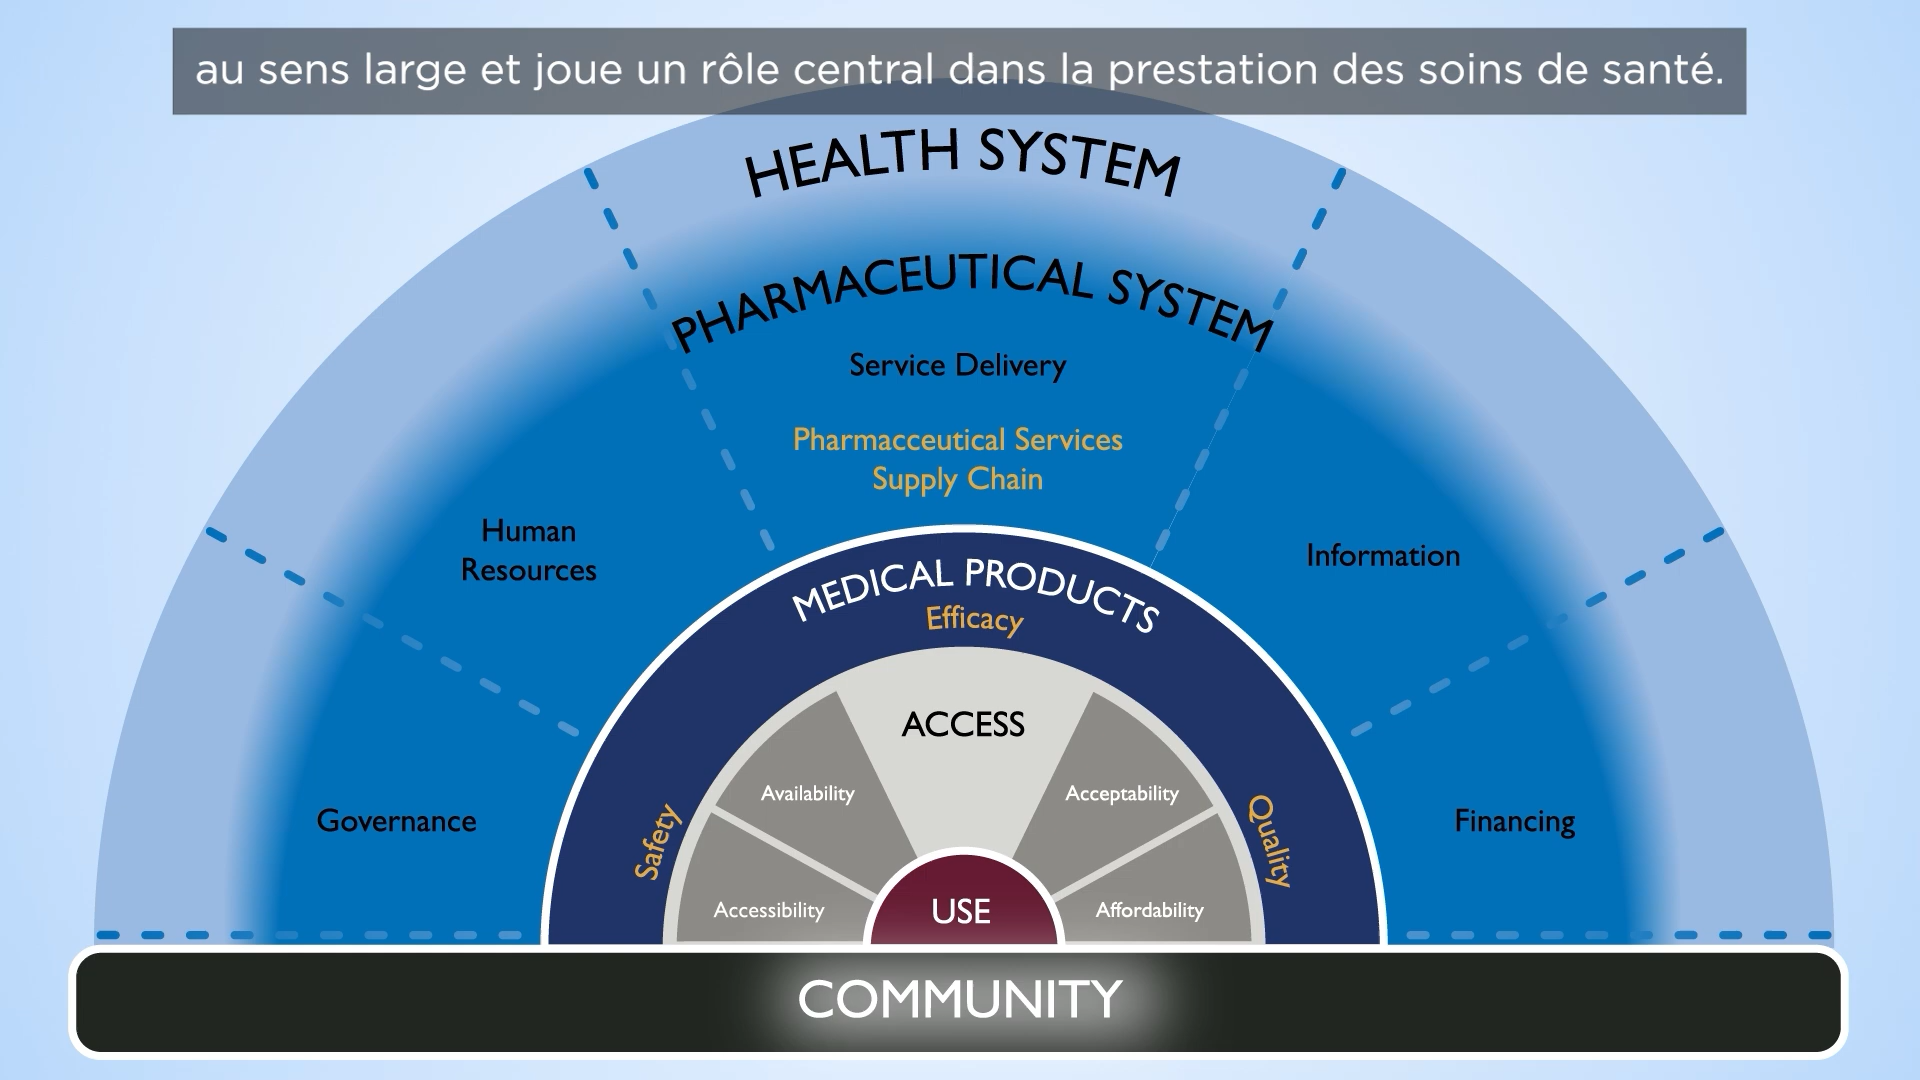 au sens large et joue un rôle central dans la prestation des soins de santé.
HEALTH SYSTEM
PHARMACEUTICAL SYSTEM
Service Delivery
Pharmacceutical Services
Supply Chain
Human
Resources
Information
MEDICAL PRODUCTS
Efficacy
ACCESS
Availability
Acceptability
Safety
Quality
Governance
Financing
Accessibility
USE
Affordability
COMMUNITY